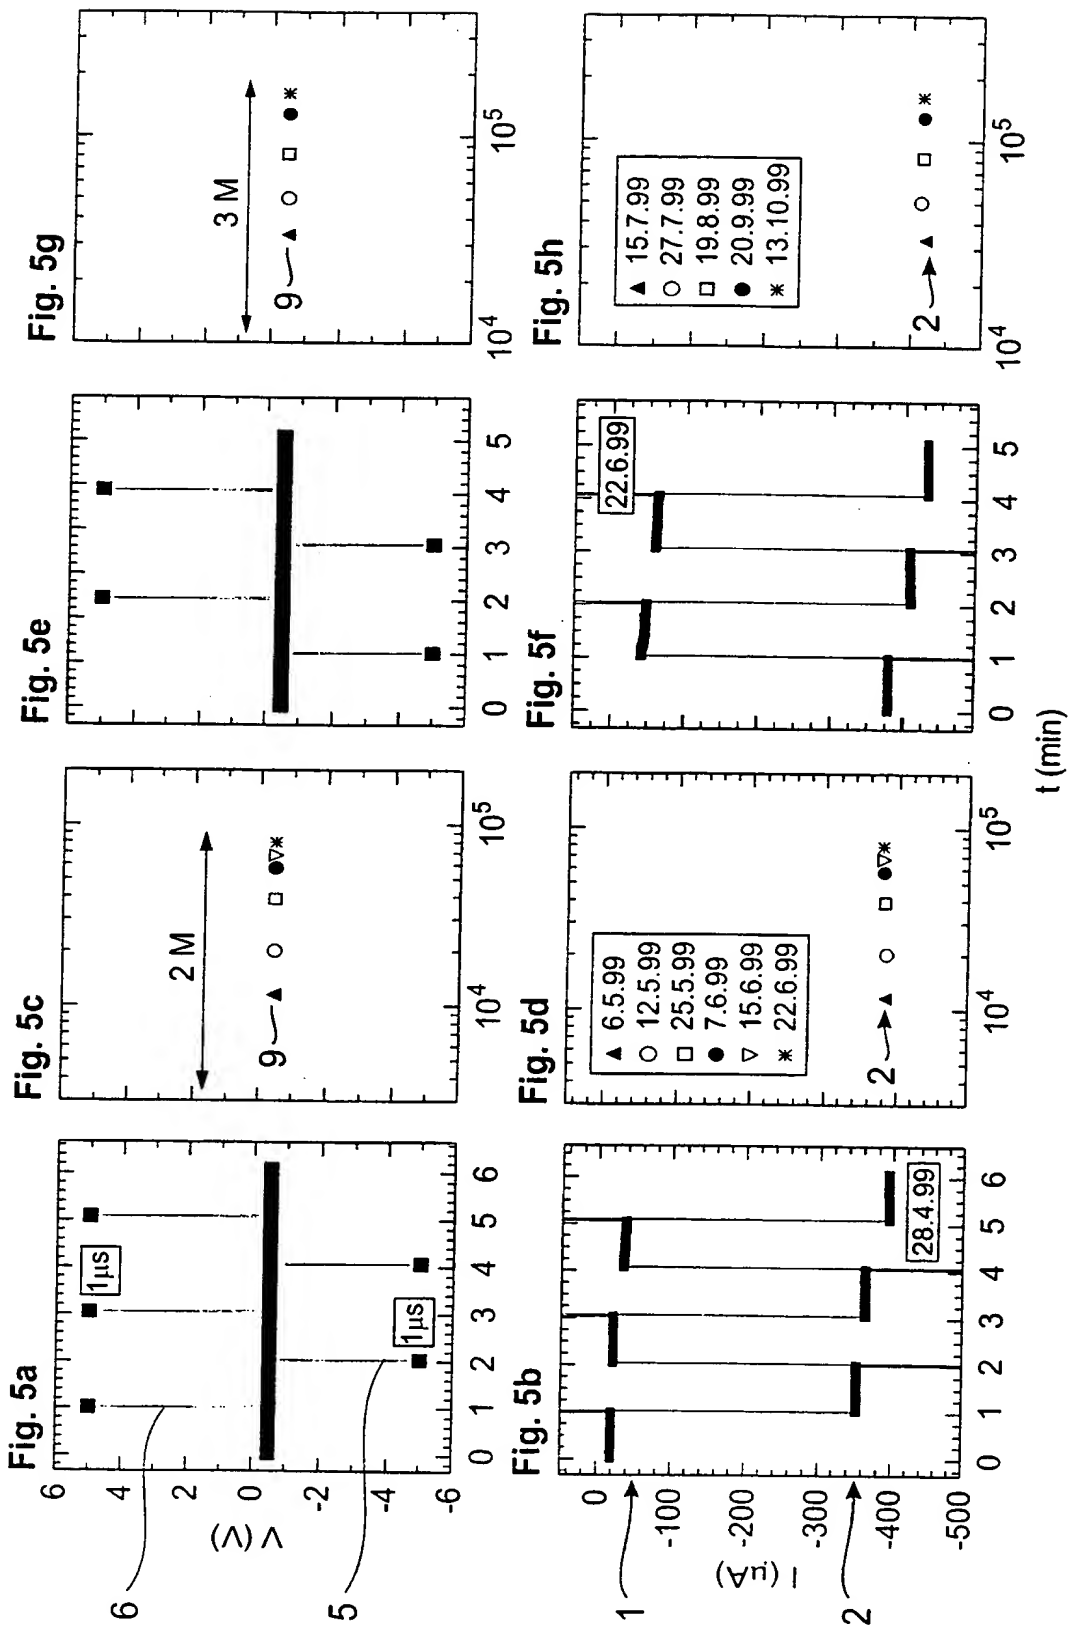 Fig. 5a
6
4
2
0
-2
-4
-6
V (V)
1µs
1µs
6
5
0 1 2 3 4 5 6
Fig. 5c
2 M
9
10⁴ 10⁵
Fig. 5e
0 1 2 3 4 5
Fig. 5g
3 M
9
10⁴ 10⁵
Fig. 5b
0
-100
-200
-300
-400
-500
I (µA)
1
2
28.4.99
0 1 2 3 4 5 6
Fig. 5d
▲ 6.5.99
○ 12.5.99
□ 25.5.99
● 7.6.99
▽ 15.6.99
✳ 22.6.99
2
10⁴ 10⁵
Fig. 5f
22.6.99
0 1 2 3 4 5
Fig. 5h
▲ 15.7.99
○ 27.7.99
□ 19.8.99
● 20.9.99
✳ 13.10.99
2
10⁴ 10⁵
t (min)